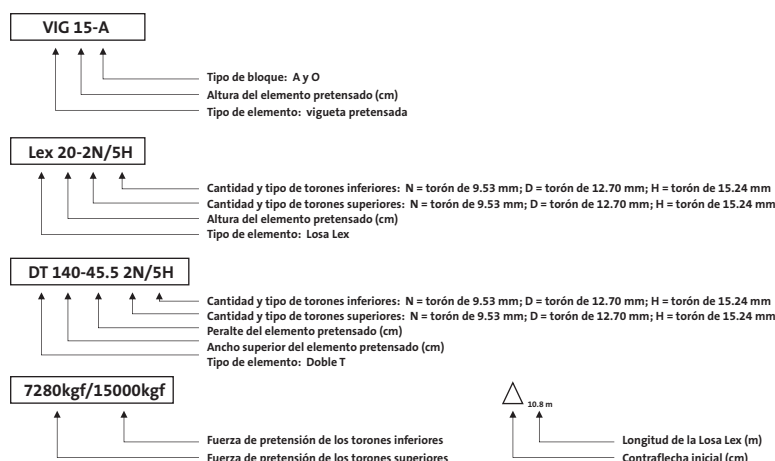 VIG 15-A
Tipo de bloque: A y O
Altura del elemento pretensado (cm)
Tipo de elemento: vigueta pretensada
Lex 20-2N/5H
Cantidad y tipo de torones inferiores: N = torón de 9.53 mm; D = torón de 12.70 mm; H = torón de 15.24 mm
Cantidad y tipo de torones superiores: N = torón de 9.53 mm; D = torón de 12.70 mm; H = torón de 15.24 mm
Altura del elemento pretensado (cm)
Tipo de elemento: Losa Lex
DT 140-45.5 2N/5H
Cantidad y tipo de torones inferiores: N = torón de 9.53 mm; D = torón de 12.70 mm; H = torón de 15.24 mm
Cantidad y tipo de torones superiores: N = torón de 9.53 mm; D = torón de 12.70 mm; H = torón de 15.24 mm
Peralte del elemento pretensado (cm)
Ancho superior del elemento pretensado (cm)
Tipo de elemento: Doble T
7280kgf/15000kgf
Fuerza de pretensión de los torones inferiores
Fuerza de pretensión de los torones superiores
10.8 m
Longitud de la Losa Lex (m)
Contraflecha inicial (cm)